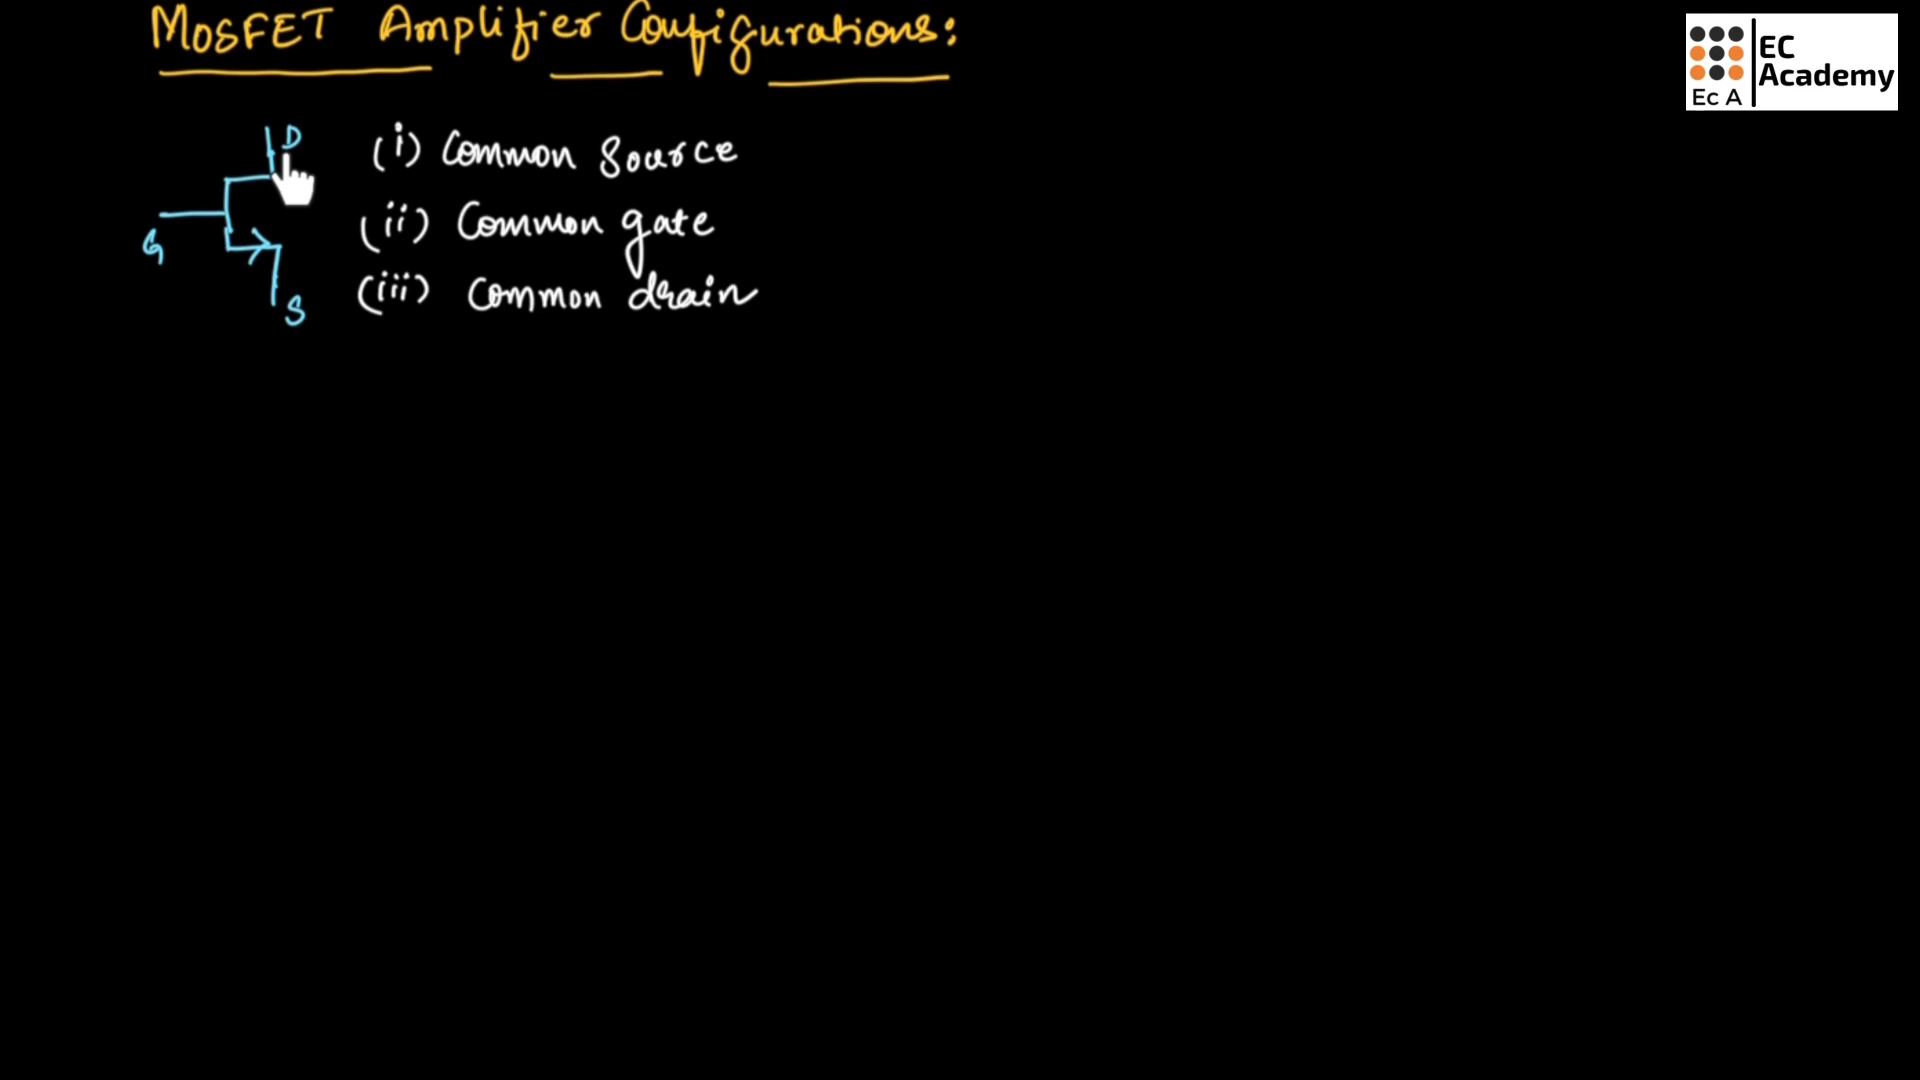 MOSFET Amplifier Configurations:
EC
Academy
Ec A
D
(i) Common Source
G
(ii) Common gate
(iii) Common drain
S